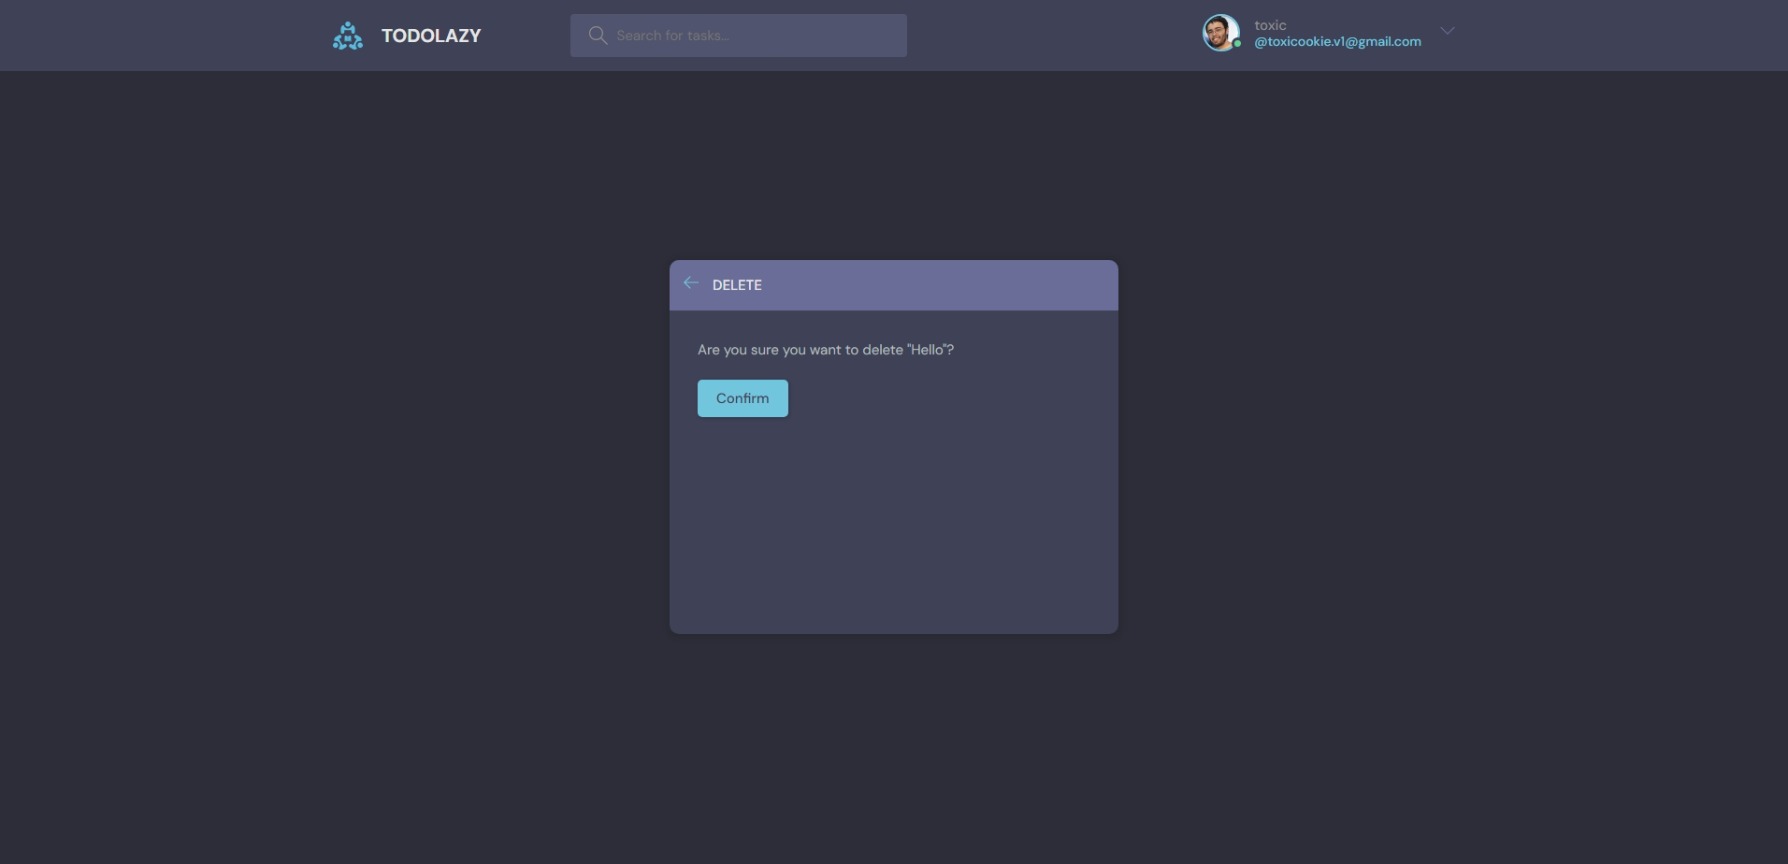 TODOLAZY
Search for tasks...
toxic
@toxicookie.v1@gmail.com
DELETE
Are you sure you want to delete "Hello"?
Confirm